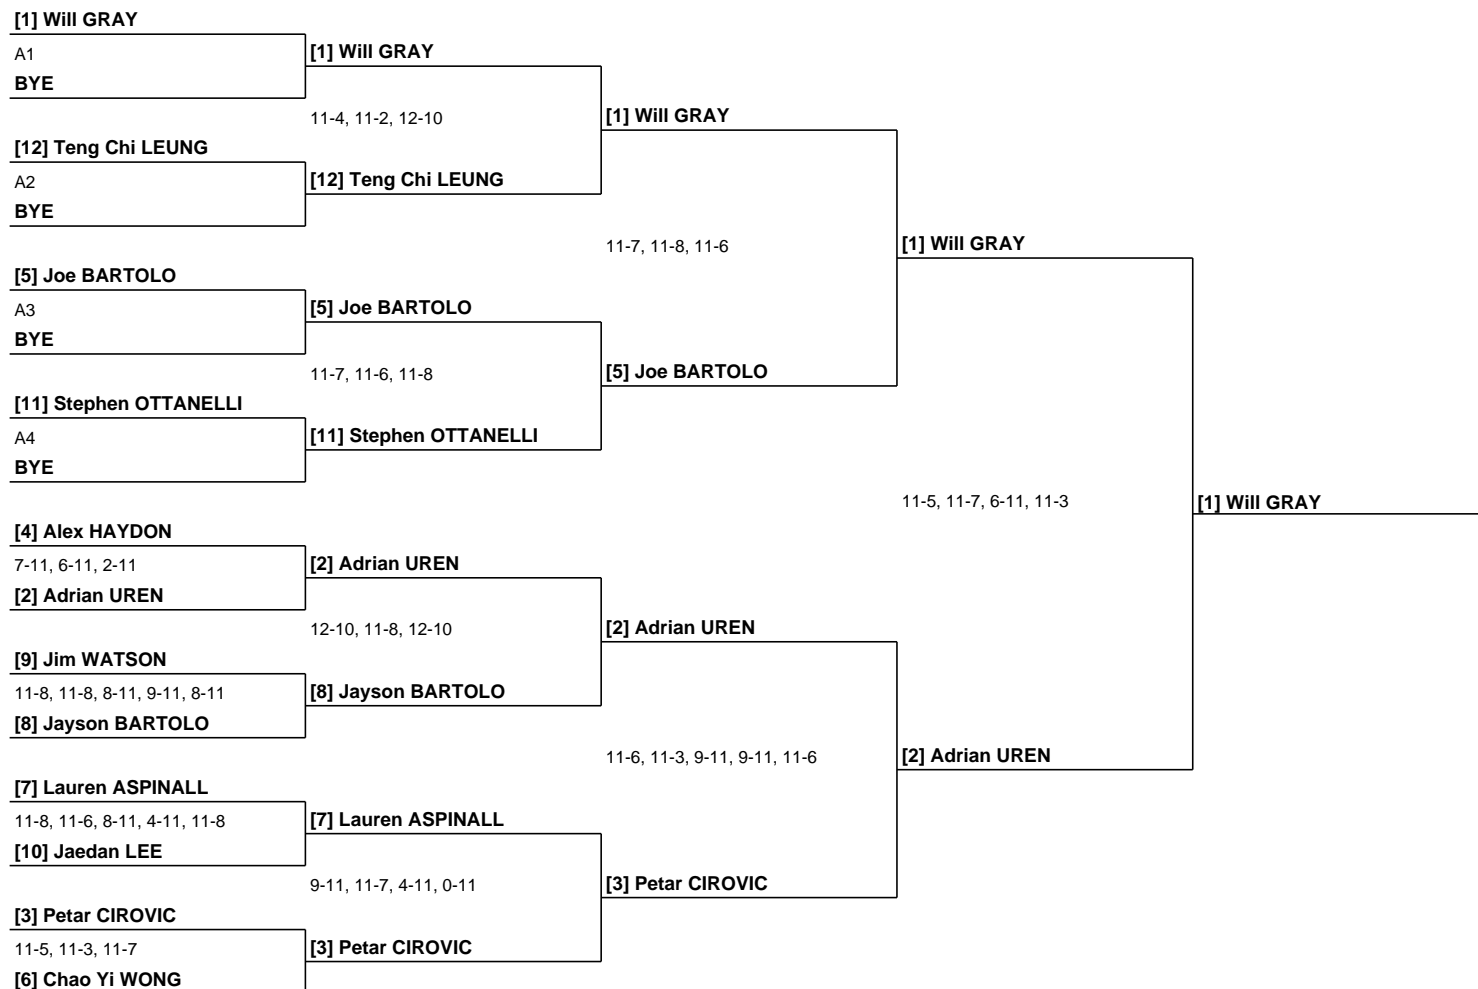 [1] Will GRAY
A1
BYE
[1] Will GRAY
11-4, 11-2, 12-10
[12] Teng Chi LEUNG
A2
BYE
[12] Teng Chi LEUNG
[1] Will GRAY
11-7, 11-8, 11-6
[5] Joe BARTOLO
A3
BYE
[5] Joe BARTOLO
11-7, 11-6, 11-8
[11] Stephen OTTANELLI
A4
BYE
[11] Stephen OTTANELLI
[5] Joe BARTOLO
[1] Will GRAY
11-5, 11-7, 6-11, 11-3
[1] Will GRAY
[4] Alex HAYDON
7-11, 6-11, 2-11
[2] Adrian UREN
[2] Adrian UREN
12-10, 11-8, 12-10
[9] Jim WATSON
11-8, 11-8, 8-11, 9-11, 8-11
[8] Jayson BARTOLO
[8] Jayson BARTOLO
[2] Adrian UREN
11-6, 11-3, 9-11, 9-11, 11-6
[2] Adrian UREN
[7] Lauren ASPINALL
11-8, 11-6, 8-11, 4-11, 11-8
[10] Jaedan LEE
[7] Lauren ASPINALL
9-11, 11-7, 4-11, 0-11
[3] Petar CIROVIC
[3] Petar CIROVIC
11-5, 11-3, 11-7
[6] Chao Yi WONG
[3] Petar CIROVIC